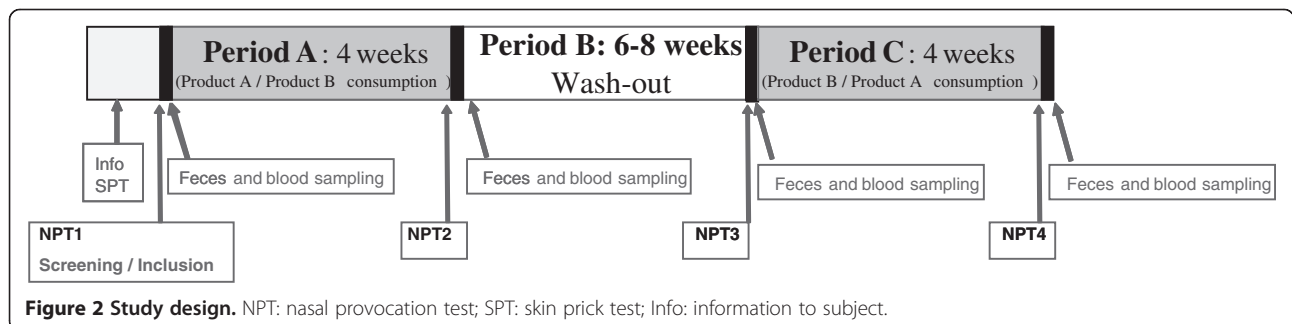 Period A: 4 weeks
(Product A / Product B consumption )
Period B: 6-8 weeks
Wash-out
Period C: 4 weeks
(Product B / Product A consumption )
Info
SPT
Feces and blood sampling
Feces and blood sampling
Feces and blood sampling
Feces and blood sampling
NPT1
Screening / Inclusion
NPT2
NPT3
NPT4
Figure 2 Study design. NPT: nasal provocation test; SPT: skin prick test; Info: information to subject.